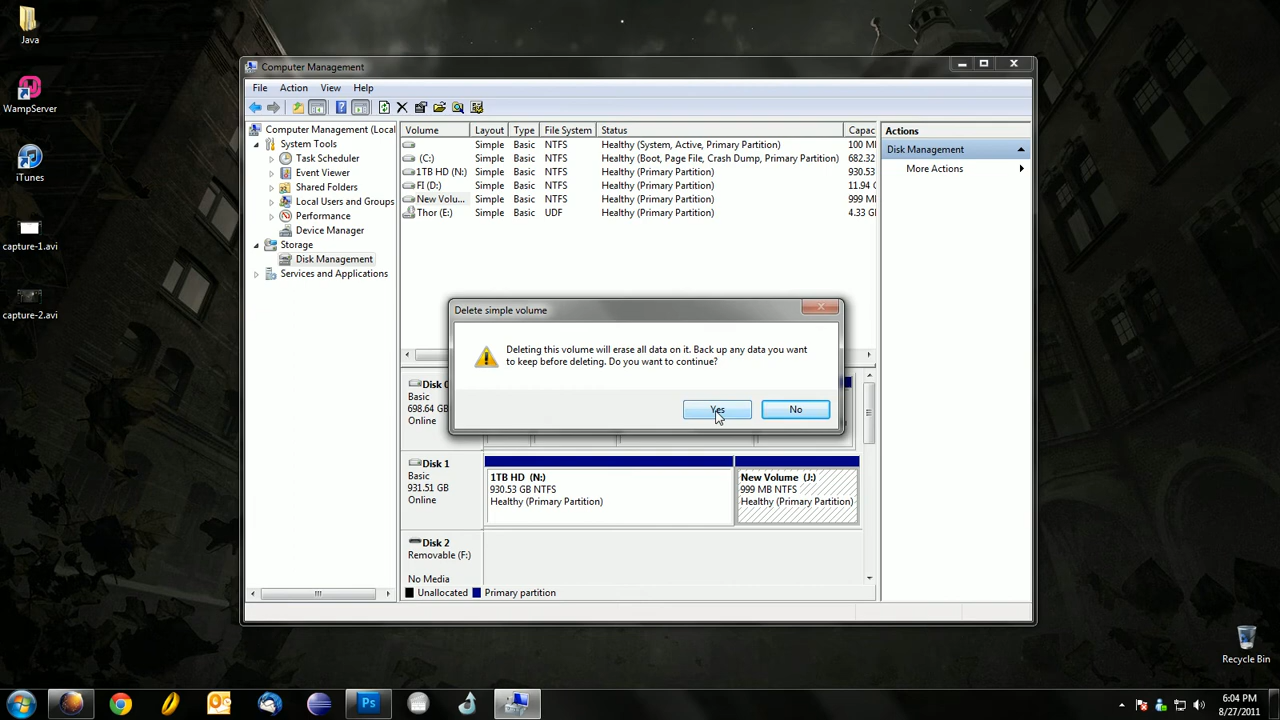 Java
WampServer
iTunes
capture-1.avi
capture-2.avi
Recycle Bin
Computer Management
File Action View Help
Computer Management (Local
System Tools
Task Scheduler
Event Viewer
Shared Folders
Local Users and Groups
Performance
Device Manager
Storage
Disk Management
Services and Applications
Volume Layout Type File System Status Capac
Simple Basic NTFS Healthy (System, Active, Primary Partition) 100 M
(C:) Simple Basic NTFS Healthy (Boot, Page File, Crash Dump, Primary Partition) 682.32
1TB HD (N:) Simple Basic NTFS Healthy (Primary Partition) 930.53
FI (D:) Simple Basic NTFS Healthy (Primary Partition) 11.94 G
New Volu... Simple Basic NTFS Healthy (Primary Partition) 999 M
Thor (E:) Simple Basic UDF Healthy (Primary Partition) 4.33 G
Actions
Disk Management
More Actions
Delete simple volume
Deleting this volume will erase all data on it. Back up any data you want
to keep before deleting. Do you want to continue?
Yes No
Disk 0
Basic
698.64 GB
Online
Disk 1
Basic
931.51 GB
Online
1TB HD (N:)
930.53 GB NTFS
Healthy (Primary Partition)
New Volume (J:)
999 MB NTFS
Healthy (Primary Partition)
Disk 2
Removable (F:)
No Media
Unallocated Primary partition
Ps
6:04 PM
8/27/2011